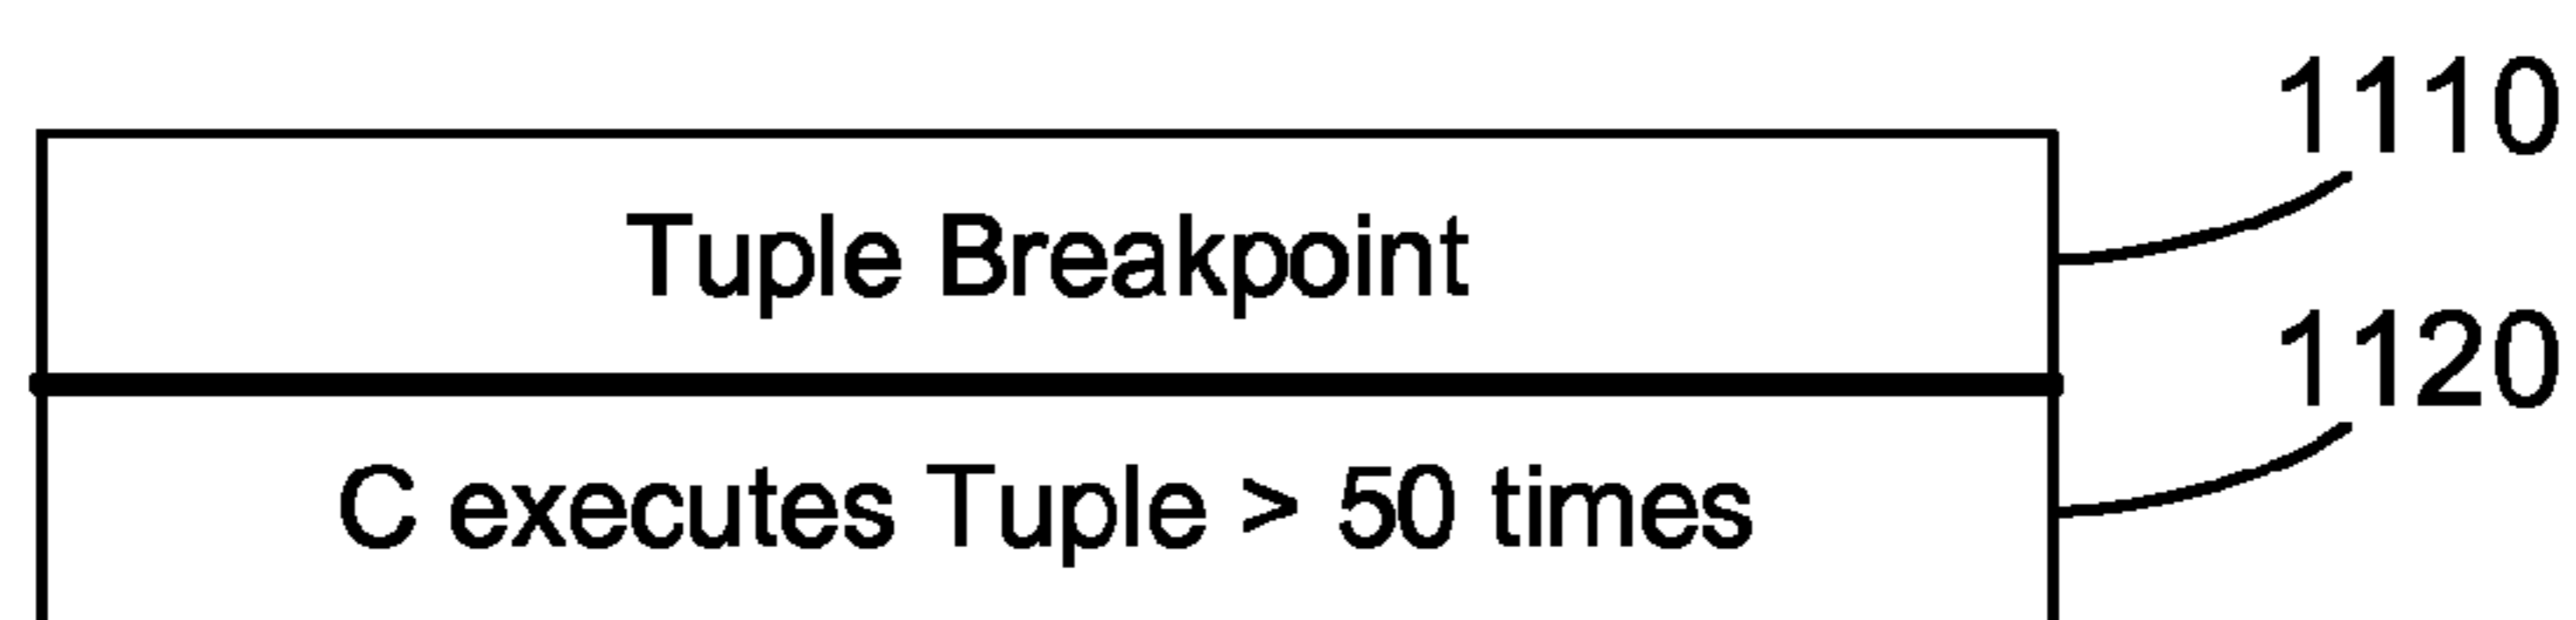 1110
Tuple Breakpoint
1120
C executes Tuple > 50 times